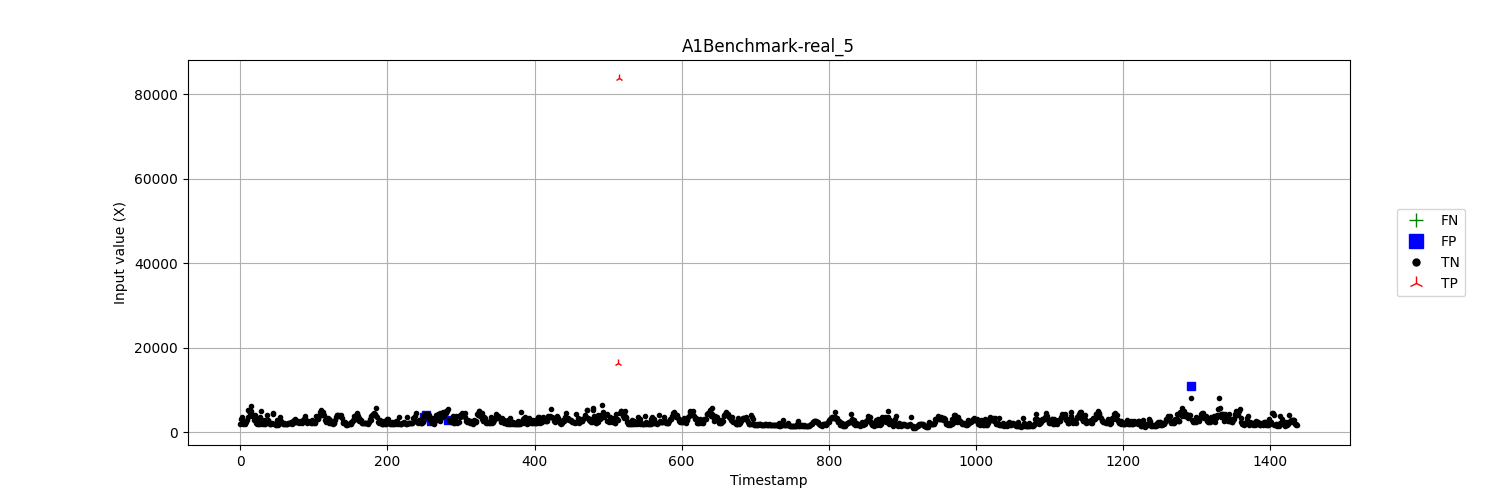 A1Benchmark-real_5
80000
60000
40000
20000
0
Input value (X)
0 200 400 600 800 1000 1200 1400
Timestamp
FN
FP
TN
TP